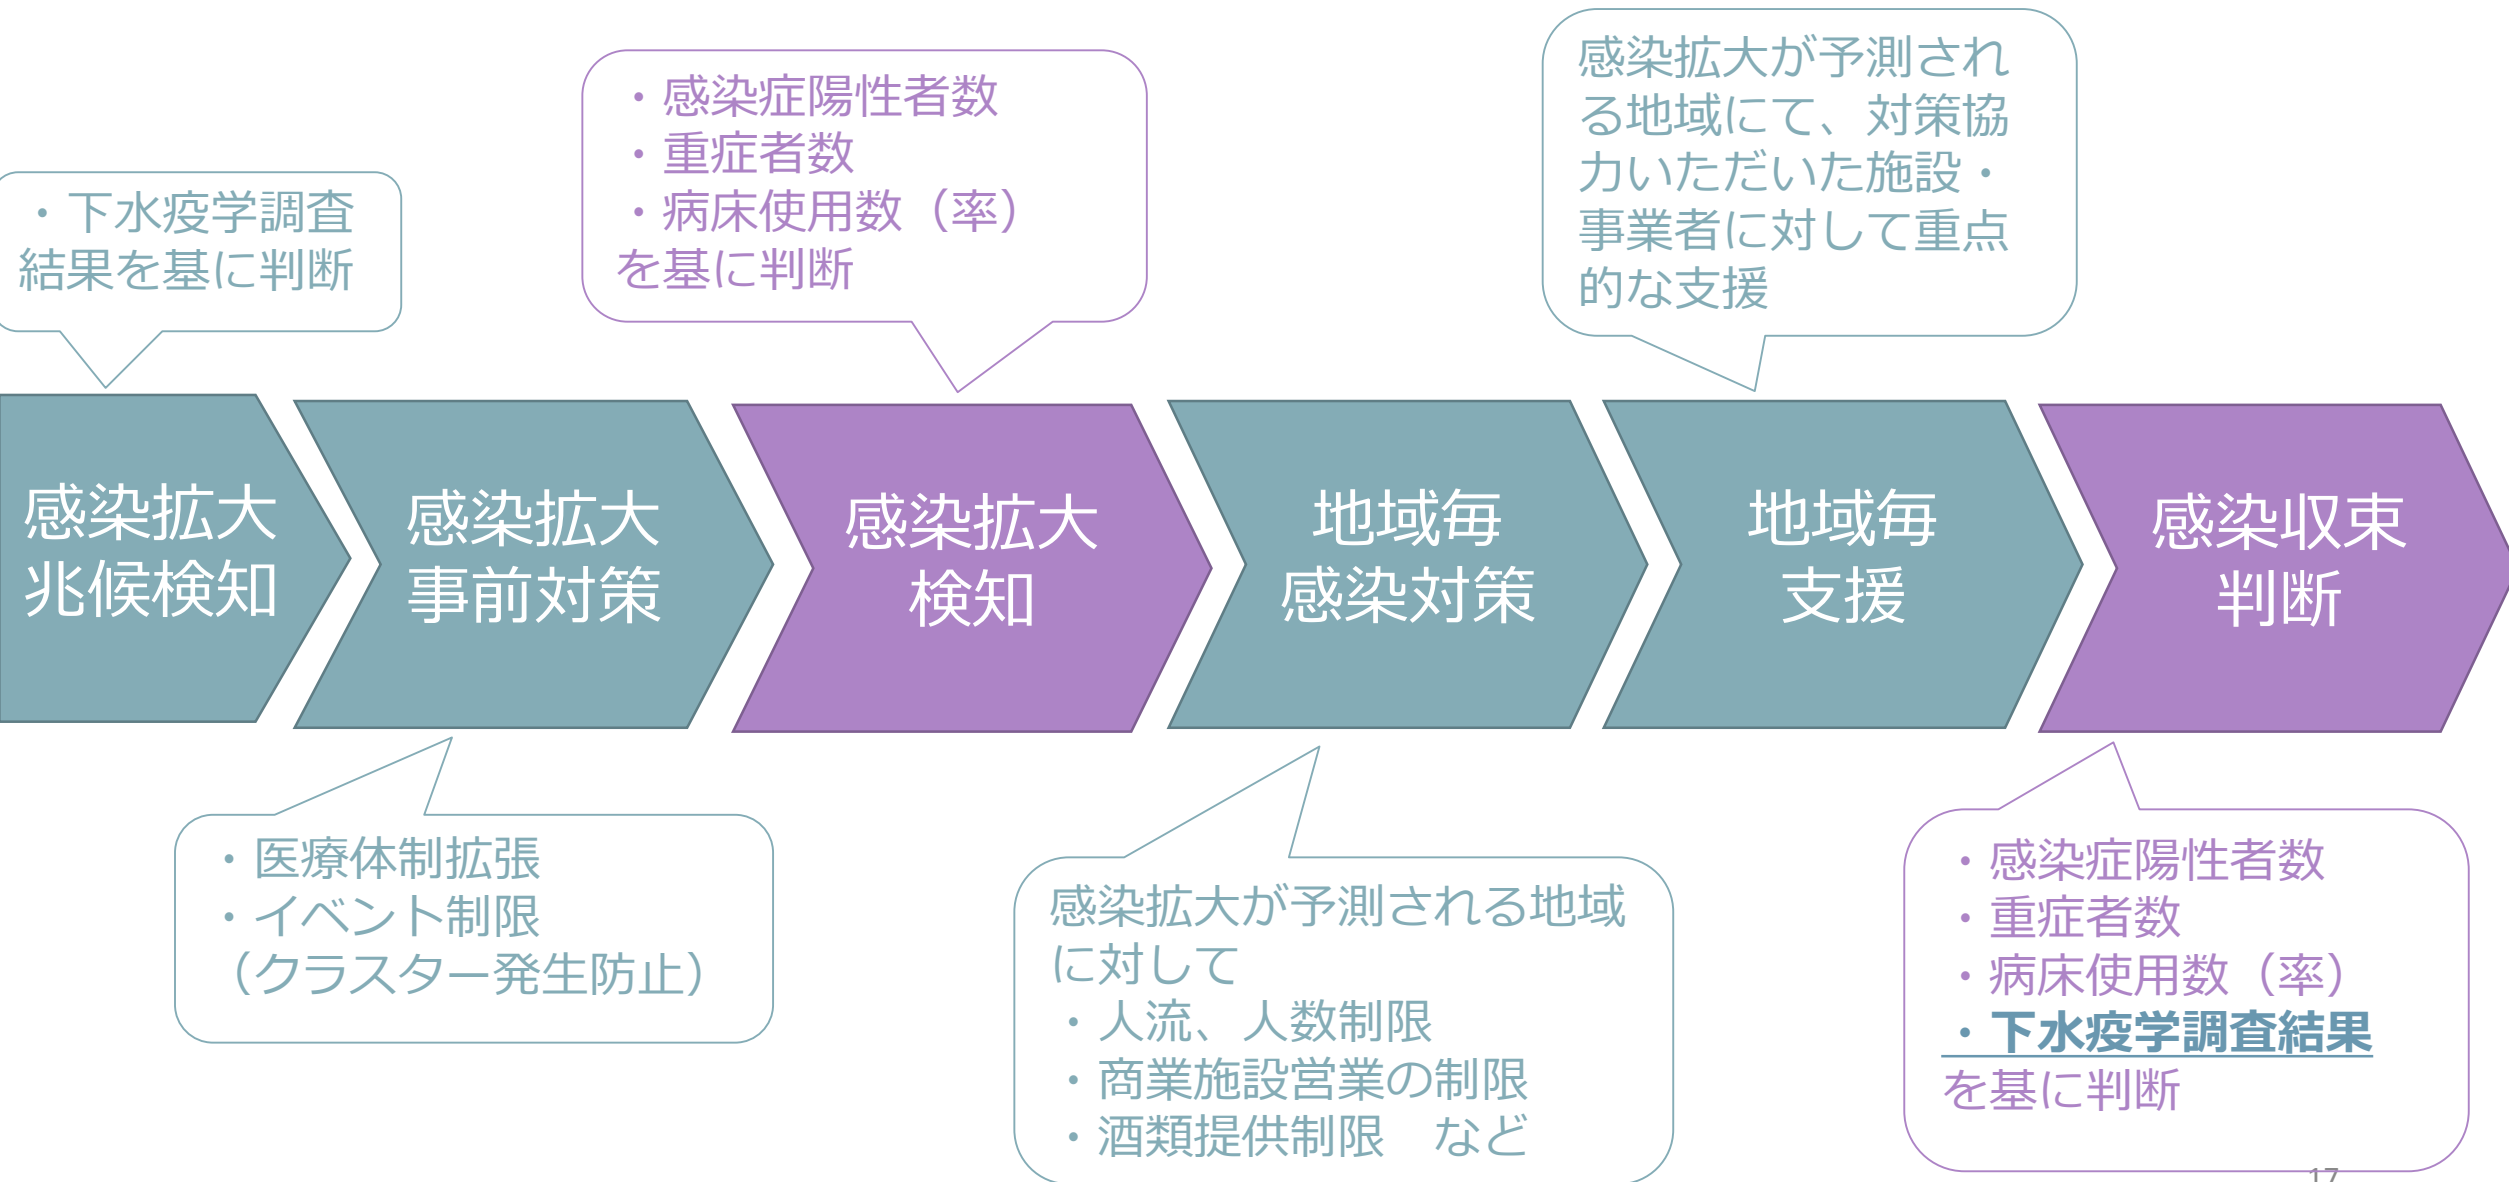 ・下水疫学調査
結果を基に判断
・感染症陽性者数
・重症者数
・病床使用数（率）
を基に判断
感染拡大が予測され
る地域にて、対策協
力いただいた施設・
事業者に対して重点
的な支援
感染拡大
兆候検知
感染拡大
事前対策
感染拡大
検知
地域毎
感染対策
地域毎
支援
感染収束
判断
・医療体制拡張
・イベント制限
（クラスター発生防止）
感染拡大が予測される地域
に対して
・人流、人数制限
・商業施設営業の制限
・酒類提供制限　など
・感染症陽性者数
・重症者数
・病床使用数（率）
・下水疫学調査結果
を基に判断
17